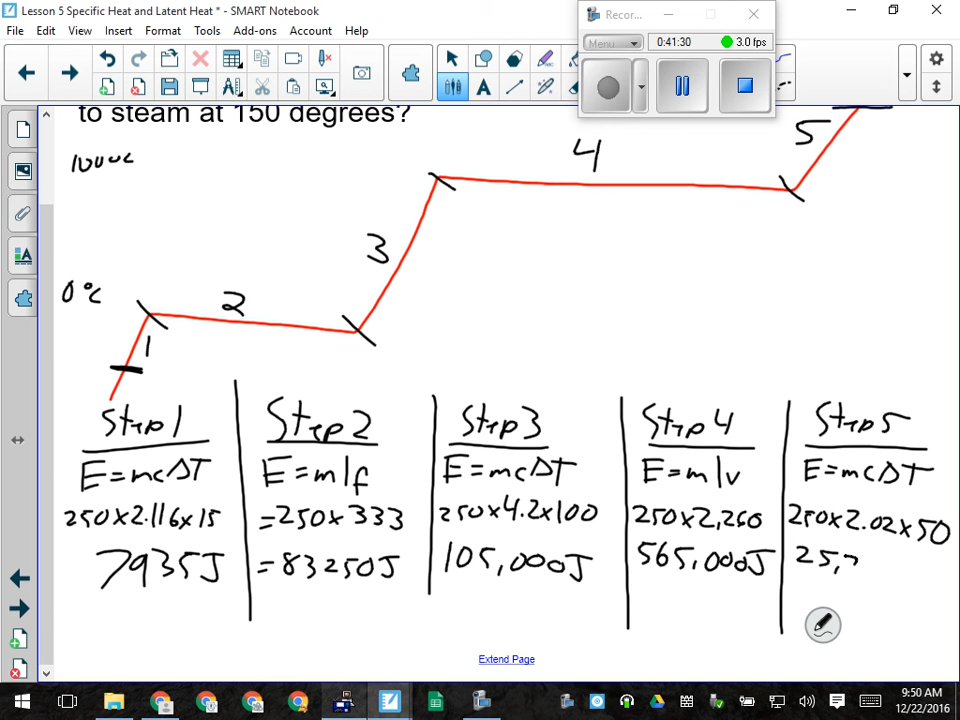 Lesson 5 Specific Heat and Latent Heat * - SMART Notebook
Recor...
File Edit View Insert Format Tools Add-ons Account Help
Menu 0:41:30 3.0 fps
to steam at 150 degrees?
100°C
0°C
1
2
3
4
5
Step 1
E=mcΔT
250x2.116x15
7935J
Step 2
E=mlf
=250x333
=83250J
Step 3
E=mcΔT
250x4.2x100
105,000J
Step 4
E=mlv
250x2,260
565,000J
Step 5
E=mcΔT
250x2.02x50
25,
Extend Page
9:50 AM
12/22/2016